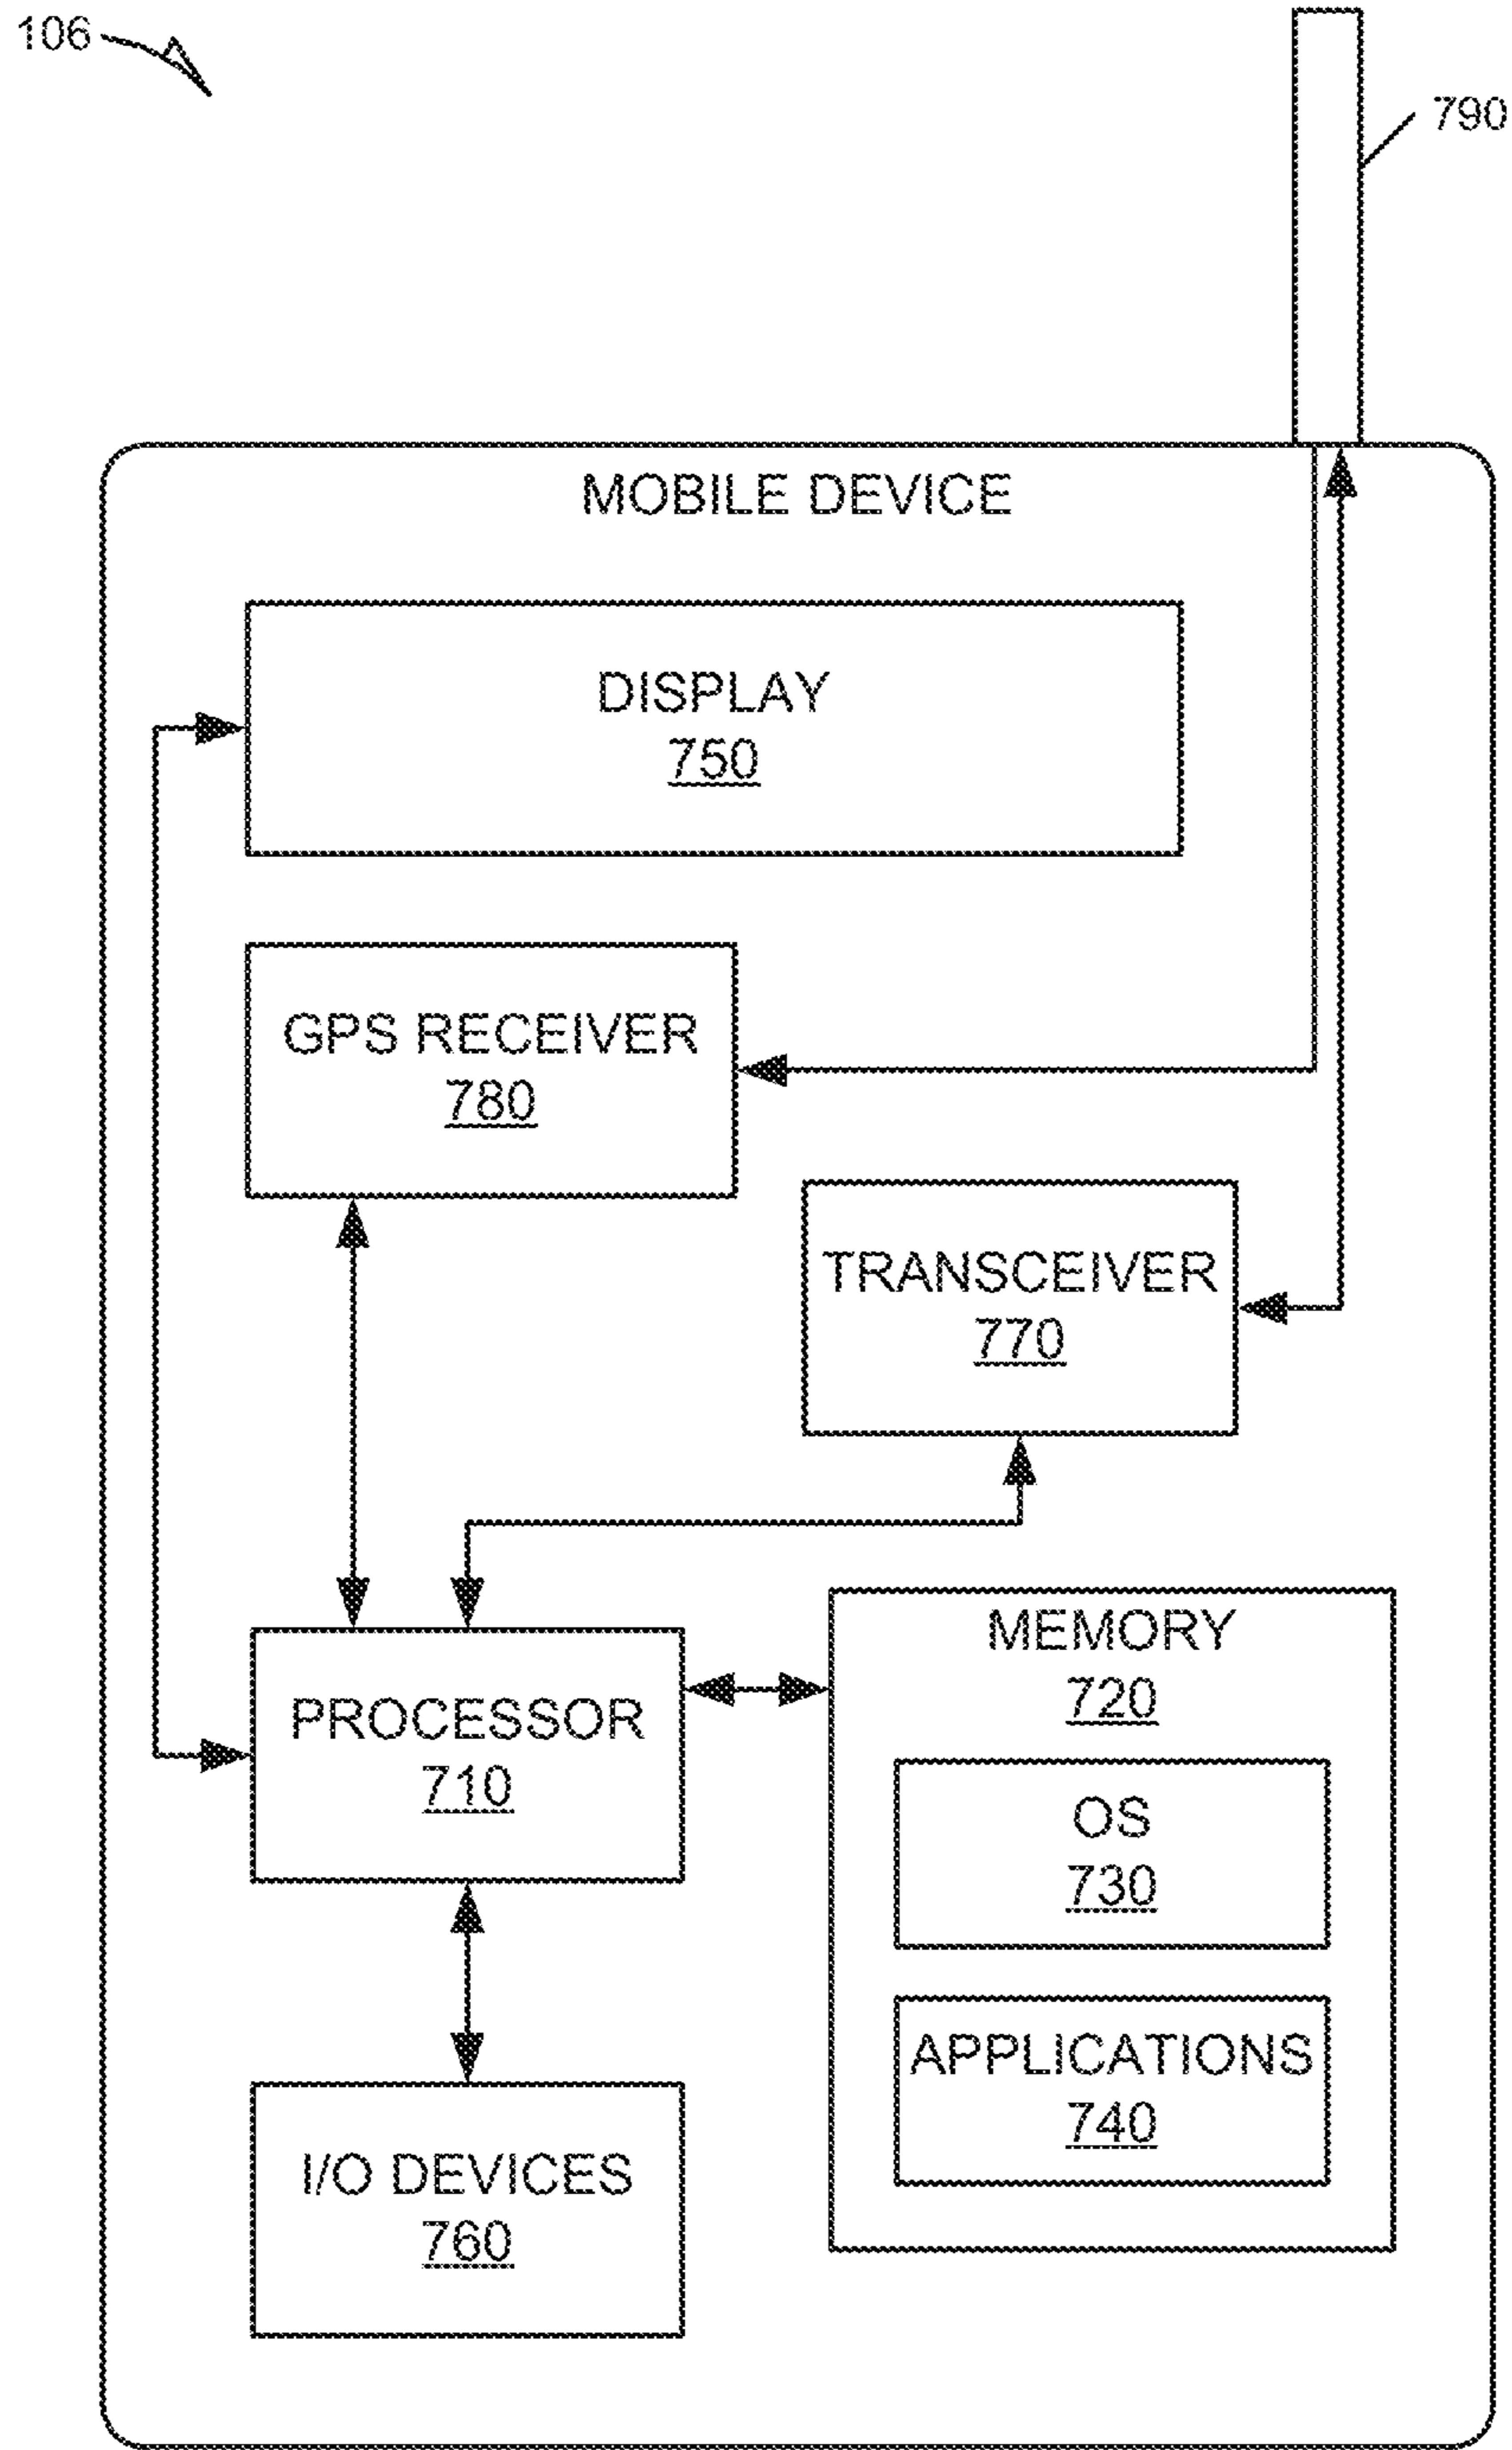 106
790
MOBILE DEVICE
DISPLAY
750
GPS RECEIVER
780
TRANSCEIVER
770
PROCESSOR
710
MEMORY
720
OS
730
APPLICATIONS
740
I/O DEVICES
760